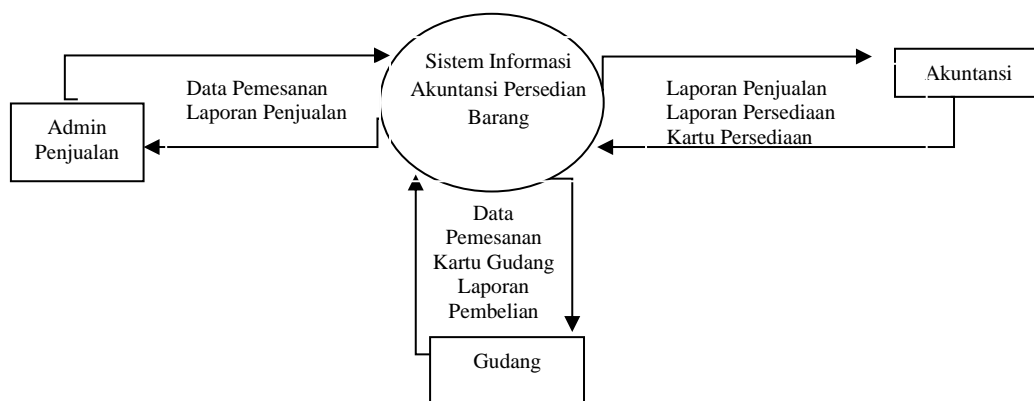 Sistem Informasi
Akuntansi Persedian
Barang
Akuntansi
Data Pemesanan
Laporan Penjualan
Laporan Penjualan
Laporan Persediaan
Kartu Persediaan
Admin
Penjualan
Data
Pemesanan
Kartu Gudang
Laporan
Pembelian
Gudang